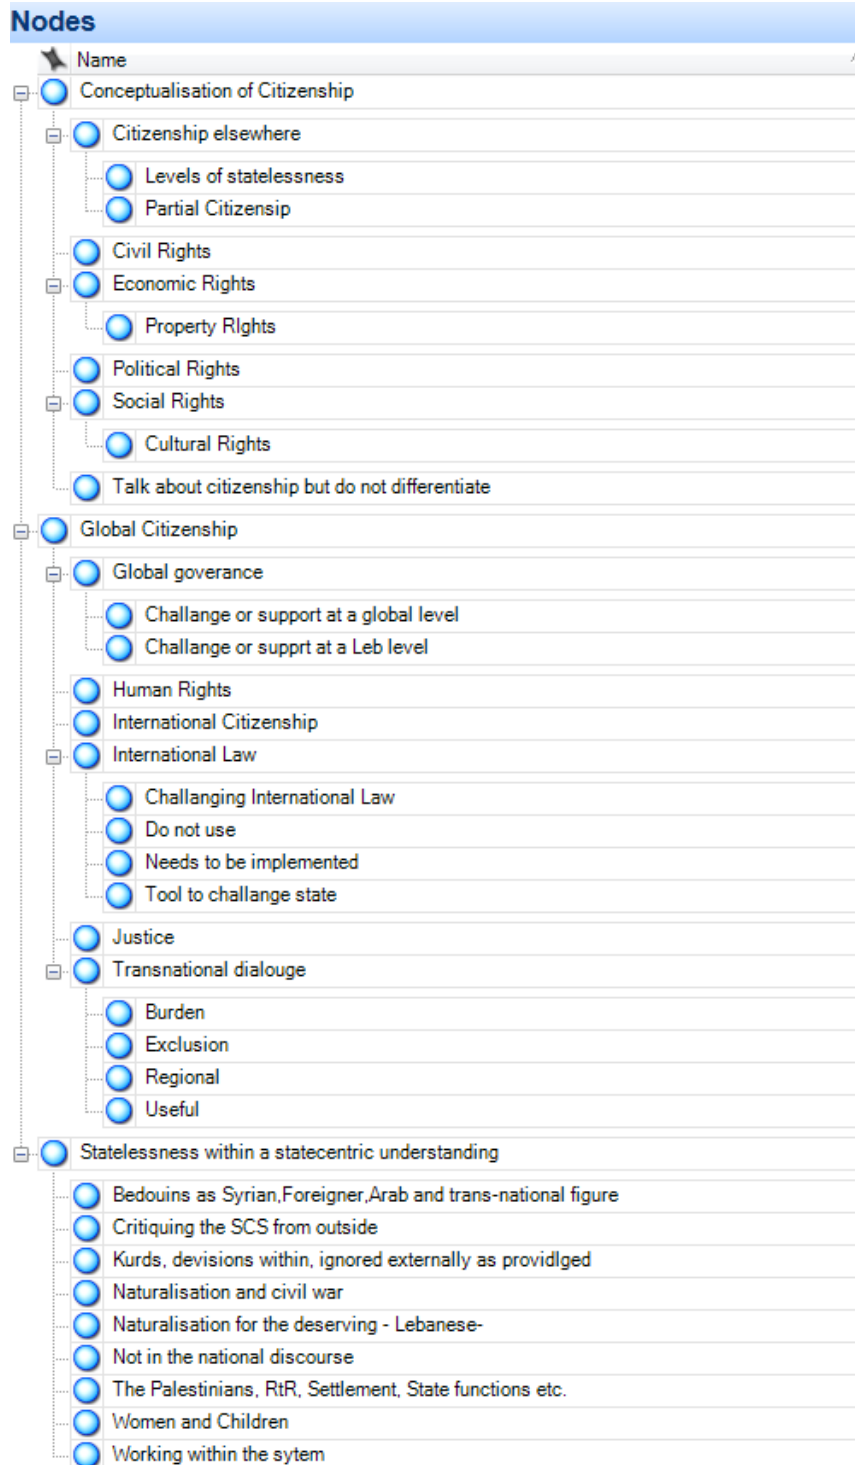 Nodes
Name
Conceptualisation of Citizenship
Citizenship elsewhere
Levels of statelessness
Partial Citizensip
Civil Rights
Economic Rights
Property RIghts
Political Rights
Social Rights
Cultural Rights
Talk about citizenship but do not differentiate
Global Citizenship
Global goverance
Challange or support at a global level
Challange or supprt at a Leb level
Human Rights
International Citizenship
International Law
Challanging International Law
Do not use
Needs to be implemented
Tool to challange state
Justice
Transnational dialouge
Burden
Exclusion
Regional
Useful
Statelessness within a statecentric understanding
Bedouins as Syrian,Foreigner,Arab and trans-national figure
Critiquing the SCS from outside
Kurds, devisions within, ignored externally as providlged
Naturalisation and civil war
Naturalisation for the deserving - Lebanese-
Not in the national discourse
The Palestinians, RtR, Settlement, State functions etc.
Women and Children
Working within the sytem